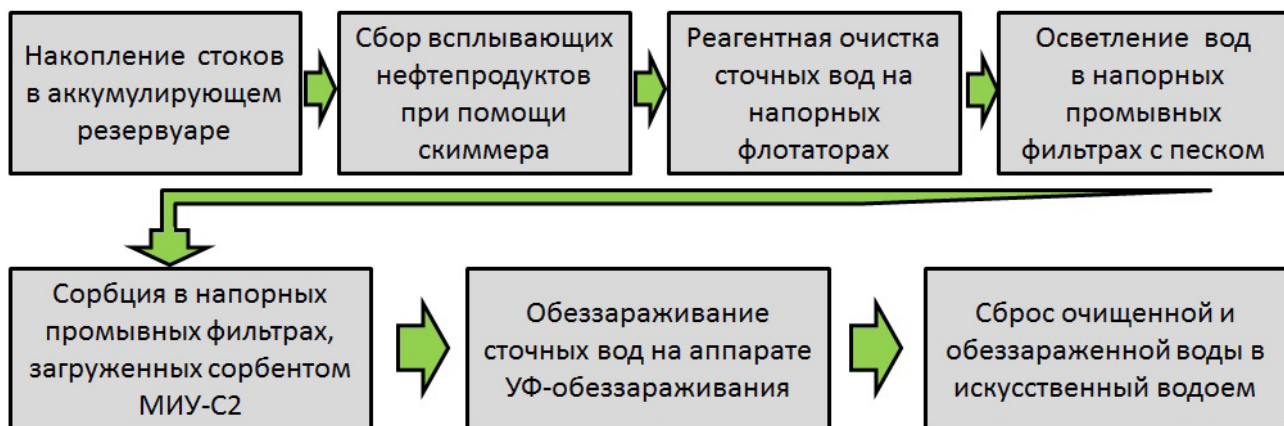 Накопление стоков
в аккумулирующем
резервуаре
Сбор всплывающих
нефтепродуктов
при помощи
скиммера
Реагентная очистка
сточных вод на
напорных
флотаторах
Осветление вод
в напорных
промывных
фильтрах с песком
Сорбция в напорных
промывных фильтрах,
загруженных сорбентом
МИУ-С2
Обеззараживание
сточных вод на аппарате
УФ-обеззараживания
Сброс очищенной и
обеззараженной воды в
искусственный водоем